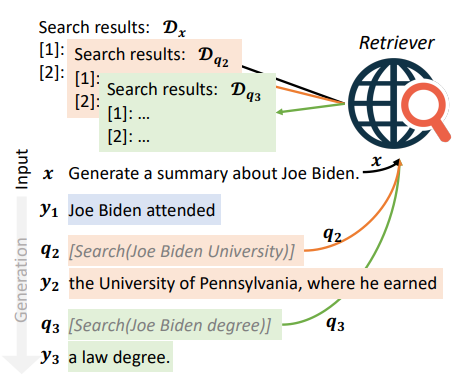 Search results: 𝓓x
[1]:
[2]:
Search results: 𝓓q2
[1]:
[2]:
Search results: 𝓓q3
[1]: ...
[2]: ...
Retriever
Input
Generation
x Generate a summary about Joe Biden.
x
y1 Joe Biden attended
q2 [Search(Joe Biden University)]
q2
y2 the University of Pennsylvania, where he earned
q3 [Search(Joe Biden degree)]
q3
y3 a law degree.